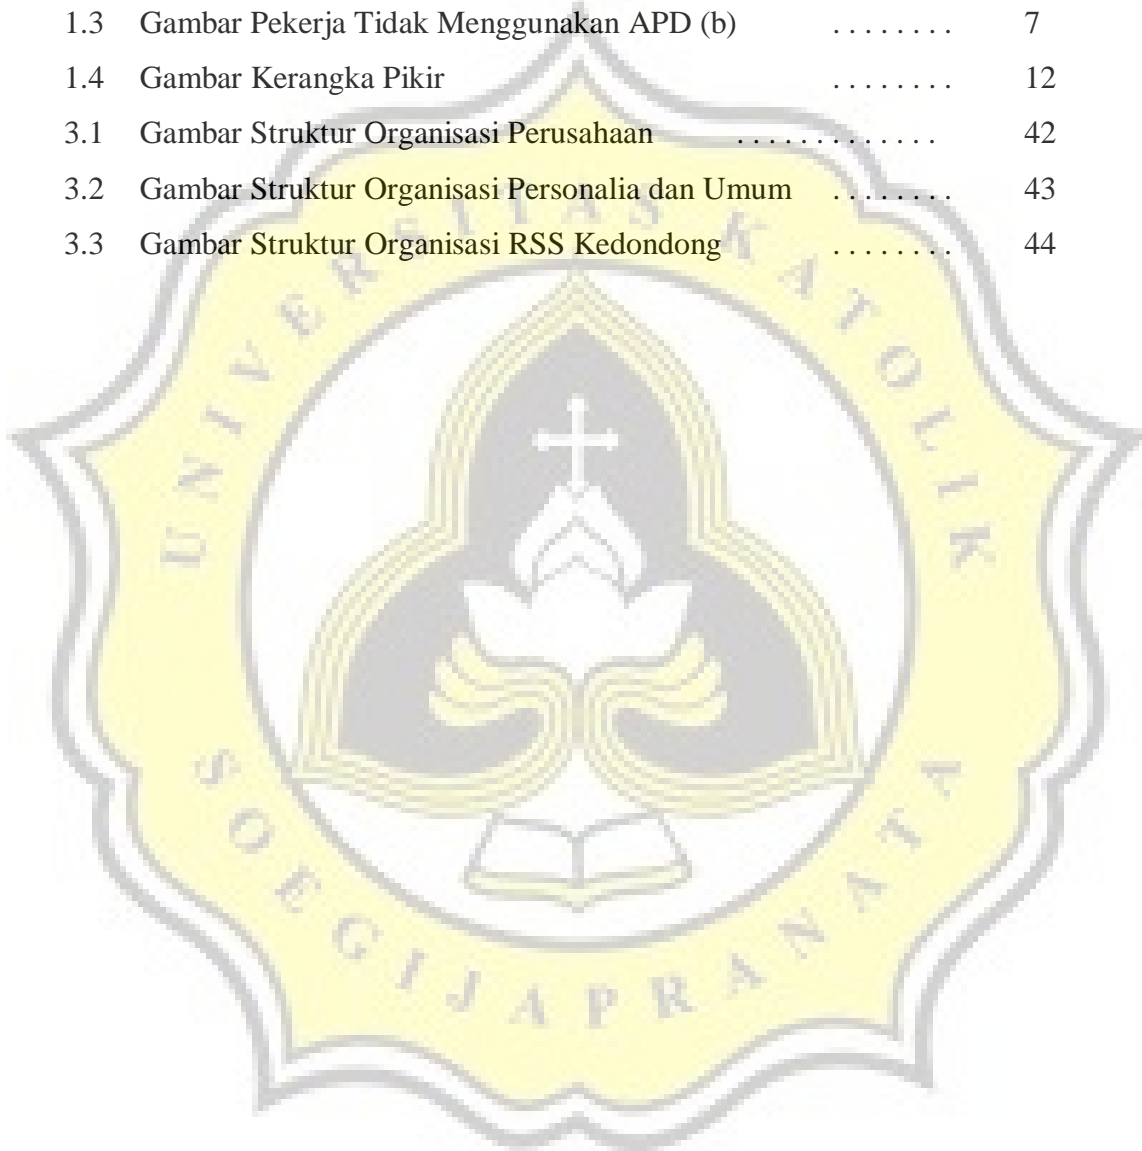 1.3 Gambar Pekerja Tidak Menggunakan APD (b) ........ 7
1.4 Gambar Kerangka Pikir ........ 12
3.1 Gambar Struktur Organisasi Perusahaan ............. 42
3.2 Gambar Struktur Organisasi Personalia dan Umum ........ 43
3.3 Gambar Struktur Organisasi RSS Kedondong ........ 44
UNIVERSITAS KATOLIK
SOEGIJAPRANATA